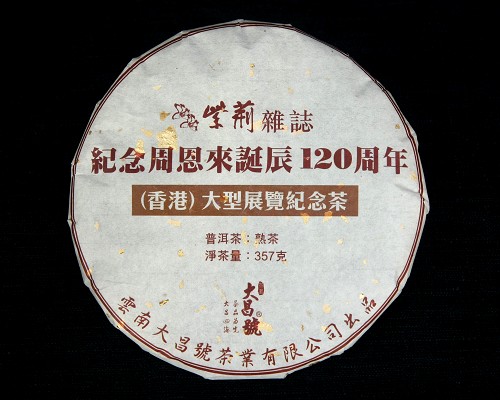 紫荊雜誌
紀念周恩來誕辰120周年
(香港)大型展覽紀念茶
普洱茶：熟茶
淨茶量：357克
大昌號
雲南大昌號茶業有限公司出品